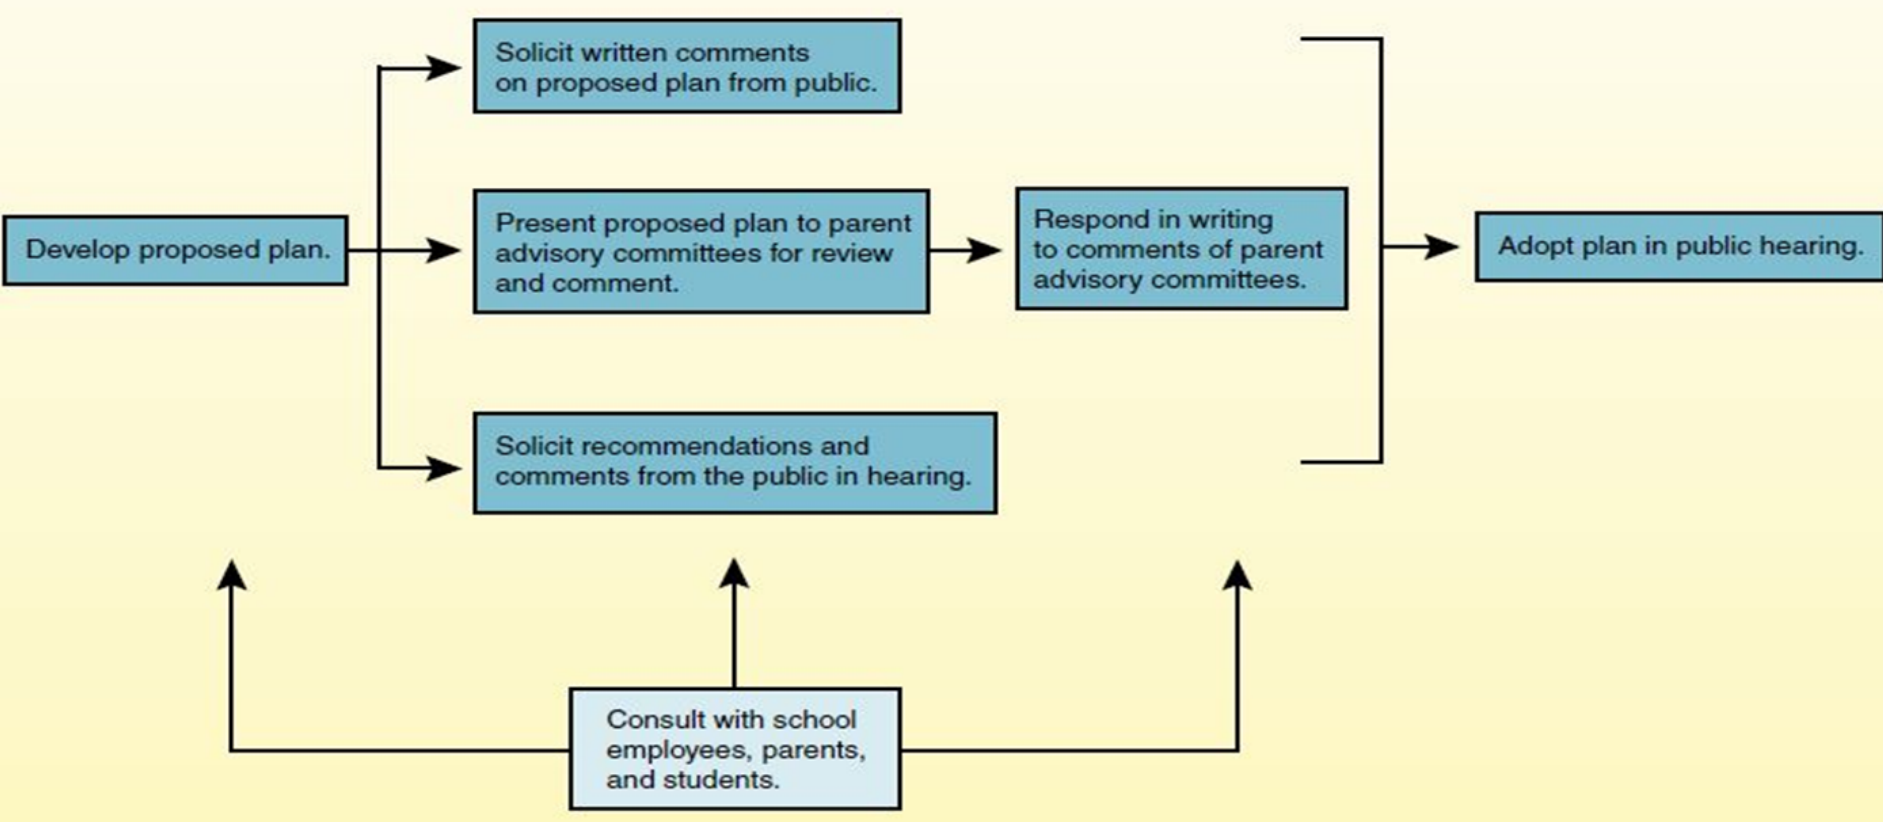 Solicit written comments
on proposed plan from public.
Develop proposed plan.
Present proposed plan to parent
advisory committees for review
and comment.
Respond in writing
to comments of parent
advisory committees.
Adopt plan in public hearing.
Solicit recommendations and
comments from the public in hearing.
Consult with school
employees, parents,
and students.